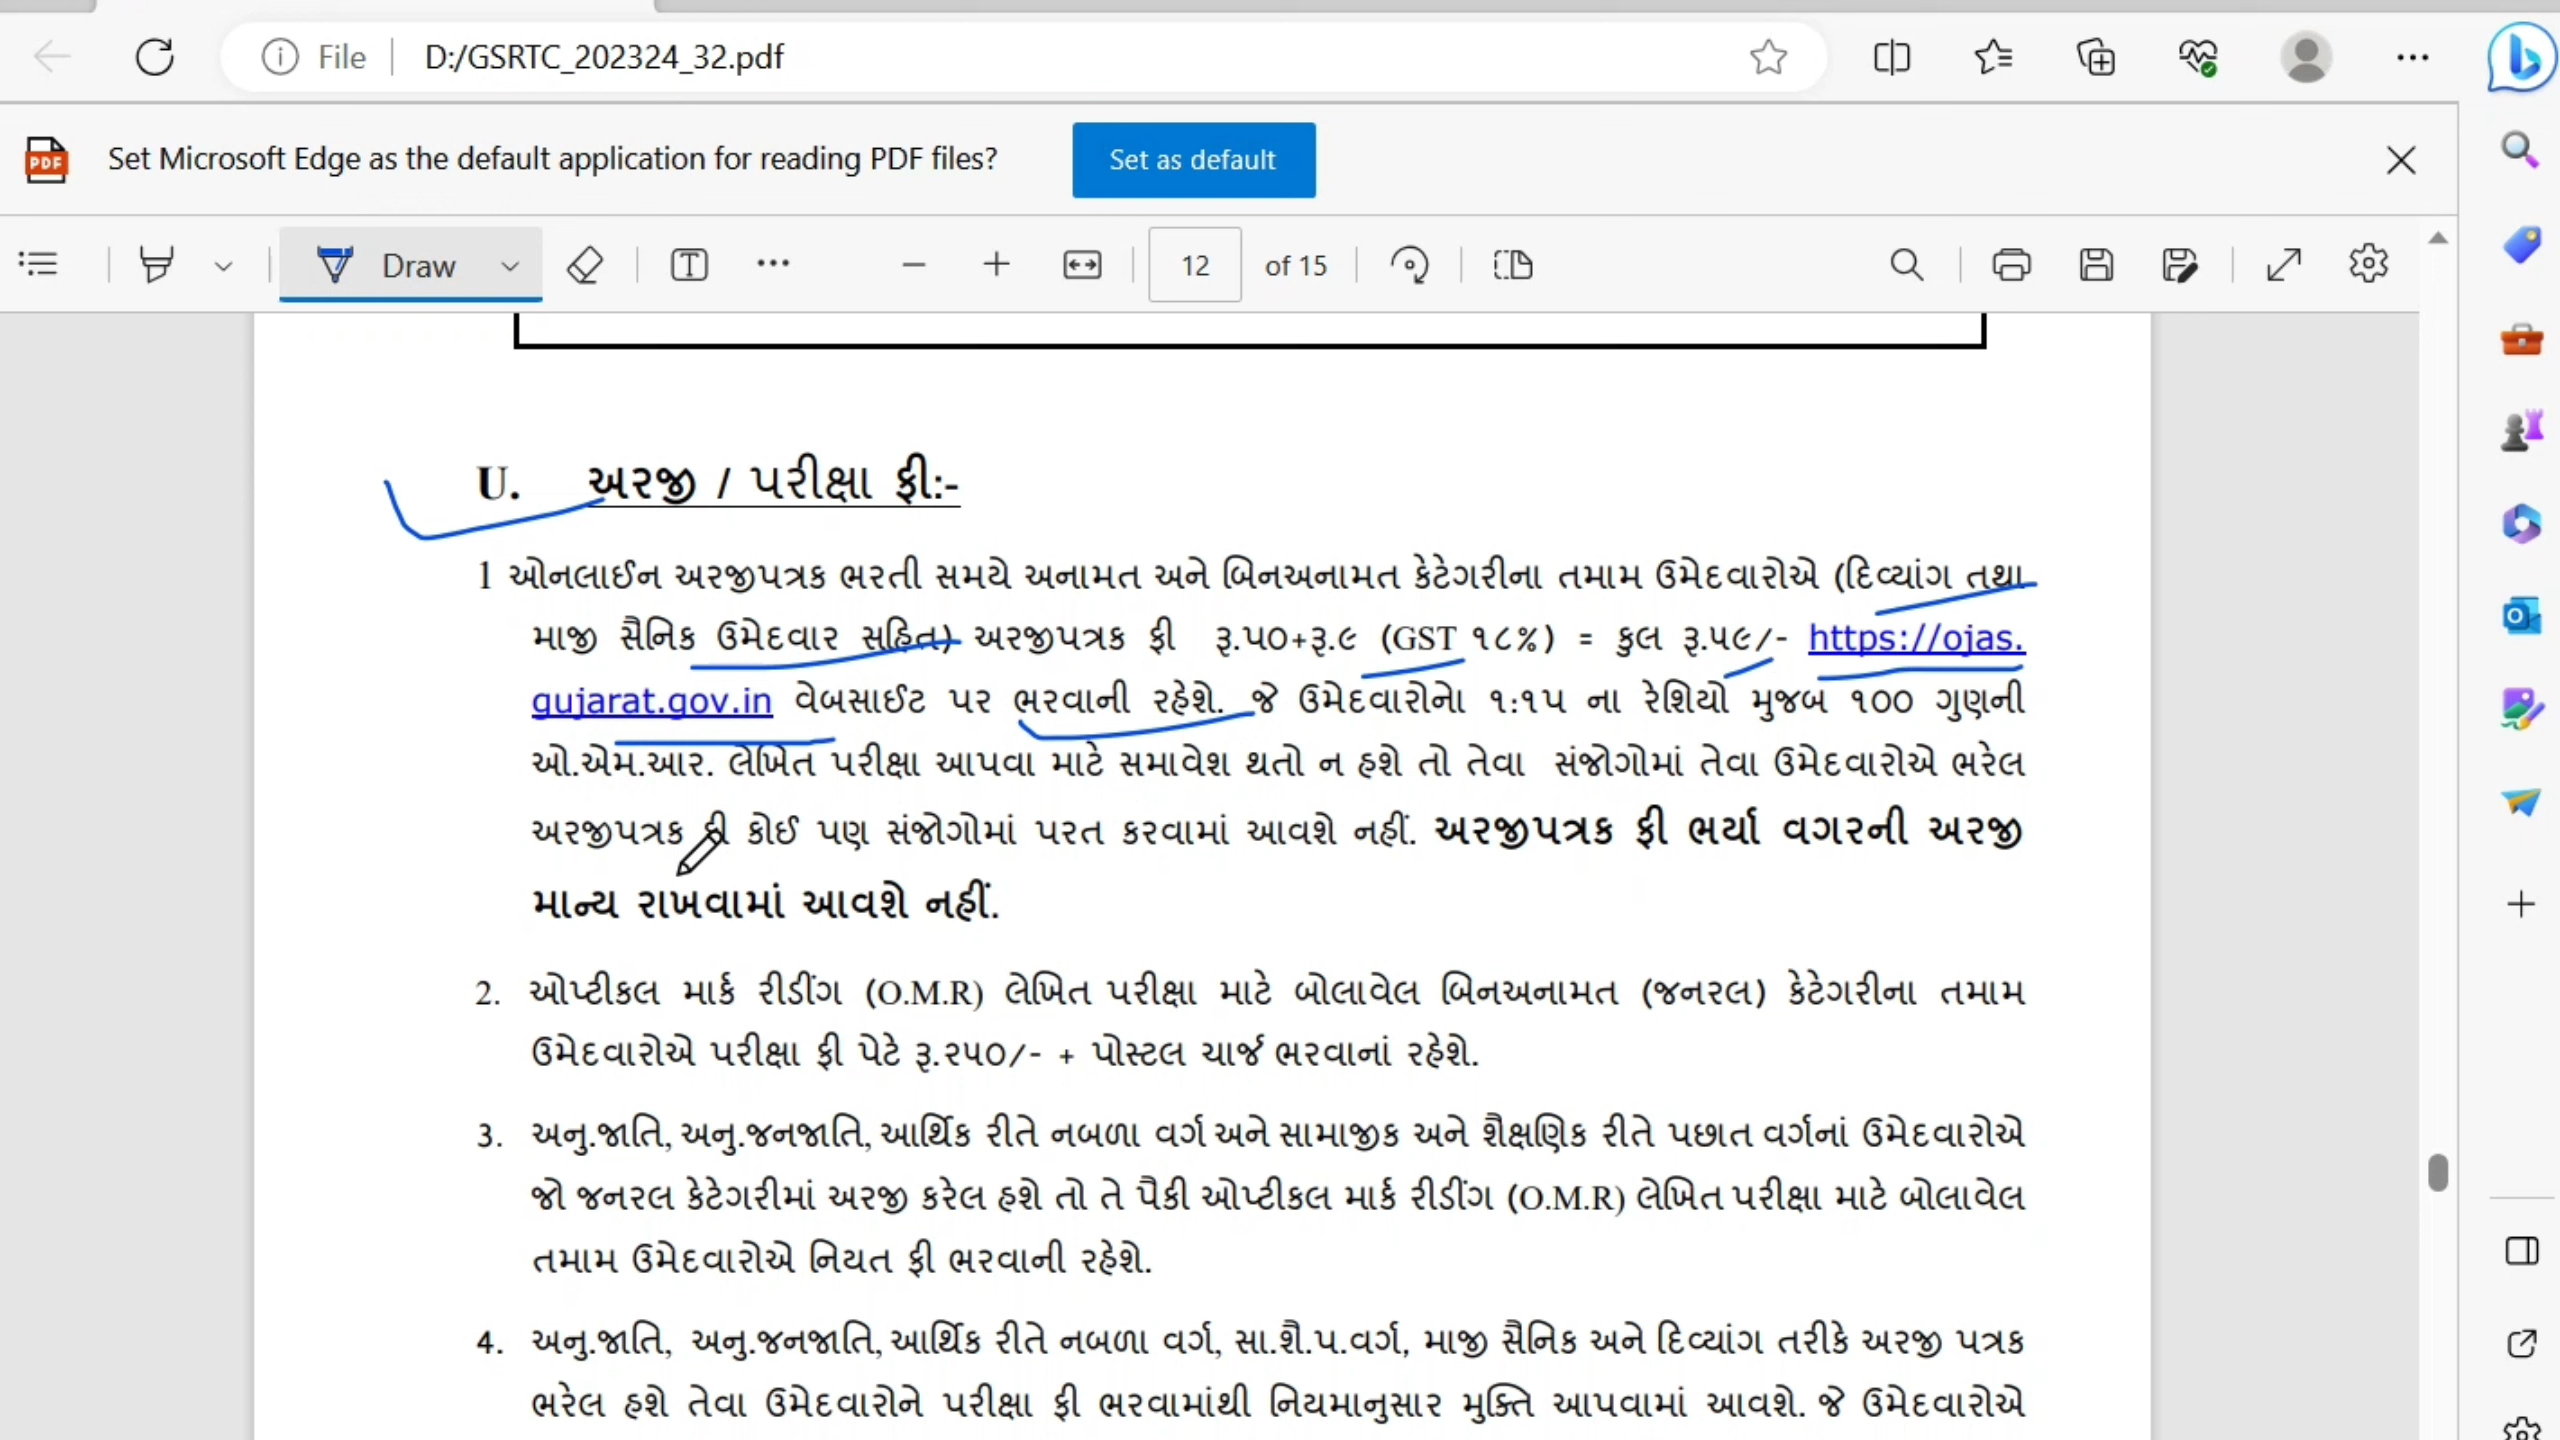 File D:/GSRTC_202324_32.pdf
PDF Set Microsoft Edge as the default application for reading PDF files? Set as default
Draw 12 of 15
U. અરજી / પરીક્ષા ફી:-
1 ઓનલાઈન અરજીપત્રક ભરતી સમયે અનામત અને બિનઅનામત કેટેગરીના તમામ ઉમેદવારોએ (દિવ્યાંગ તથા
માજી સૈનિક ઉમેદવાર સહિત) અરજીપત્રક ફી રૂ.૫૦+રૂ.૯ (GST ૧૮%) = કુલ રૂ.૫૯/- https://ojas.
gujarat.gov.in વેબસાઈટ પર ભરવાની રહેશે. જે ઉમેદવારોનો ૧:૧૫ ના રેશિયો મુજબ ૧૦૦ ગુણની
ઓ.એમ.આર. લેખિત પરીક્ષા આપવા માટે સમાવેશ થતો ન હશે તો તેવા સંજોગોમાં તેવા ઉમેદવારોએ ભરેલ
અરજીપત્રક ફી કોઈ પણ સંજોગોમાં પરત કરવામાં આવશે નહીં. અરજીપત્રક ફી ભર્યા વગરની અરજી
માન્ય રાખવામાં આવશે નહીં.
2. ઓપ્ટીકલ માર્ક રીડીંગ (O.M.R) લેખિત પરીક્ષા માટે બોલાવેલ બિનઅનામત (જનરલ) કેટેગરીના તમામ
ઉમેદવારોએ પરીક્ષા ફી પેટે રૂ.૨૫૦/- + પોસ્ટલ ચાર્જ ભરવાનાં રહેશે.
3. અનુ.જાતિ, અનુ.જનજાતિ, આર્થિક રીતે નબળા વર્ગ અને સામાજીક અને શૈક્ષણિક રીતે પછાત વર્ગનાં ઉમેદવારોએ
જો જનરલ કેટેગરીમાં અરજી કરેલ હશે તો તે પૈકી ઓપ્ટીકલ માર્ક રીડીંગ (O.M.R) લેખિત પરીક્ષા માટે બોલાવેલ
તમામ ઉમેદવારોએ નિયત ફી ભરવાની રહેશે.
4. અનુ.જાતિ, અનુ.જનજાતિ, આર્થિક રીતે નબળા વર્ગ, સા.શૈ.પ.વર્ગ, માજી સૈનિક અને દિવ્યાંગ તરીકે અરજી પત્રક
ભરેલ હશે તેવા ઉમેદવારોને પરીક્ષા ફી ભરવામાંથી નિયમાનુસાર મુક્તિ આપવામાં આવશે. જે ઉમેદવારોએ